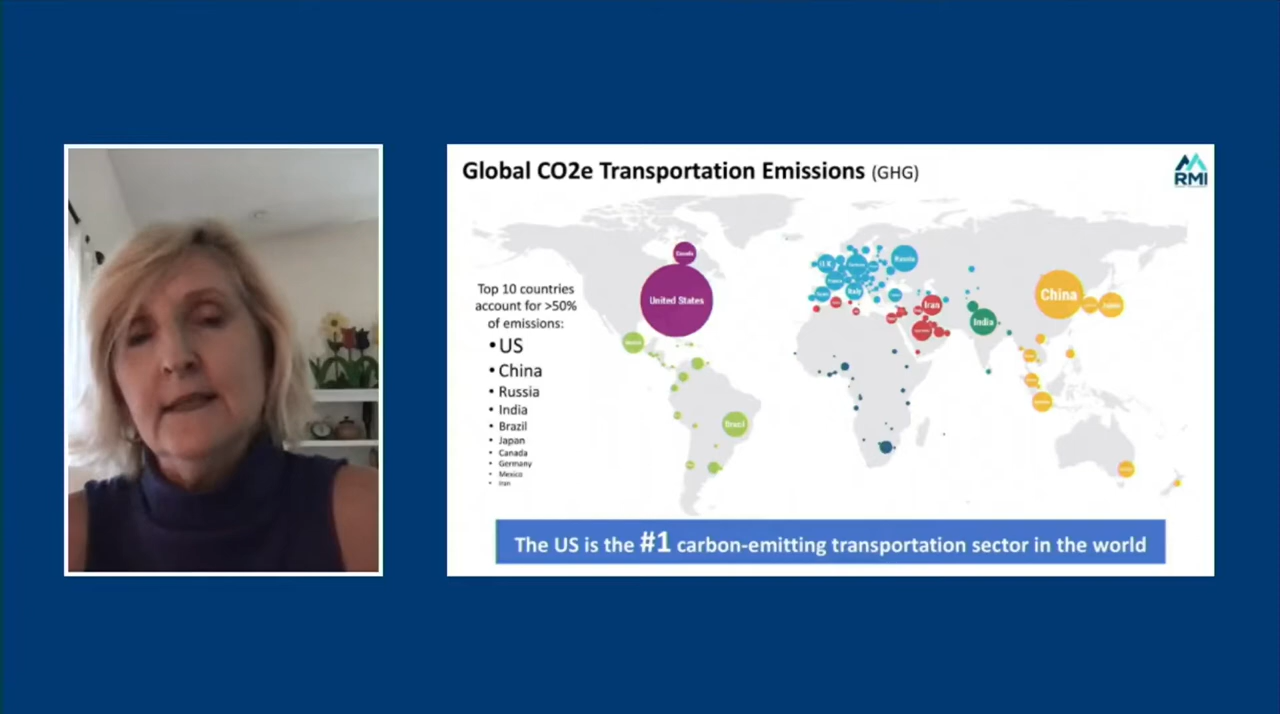 Global CO2e Transportation Emissions (GHG)
RMI
Top 10 countries
account for >50%
of emissions:
• US
• China
• Russia
• India
• Brazil
• Japan
• Canada
• Germany
• Mexico
• Iran
Canada
United States
Mexico
Brazil
U.K.
Russia
Italy
Iran
India
China
The US is the #1 carbon-emitting transportation sector in the world